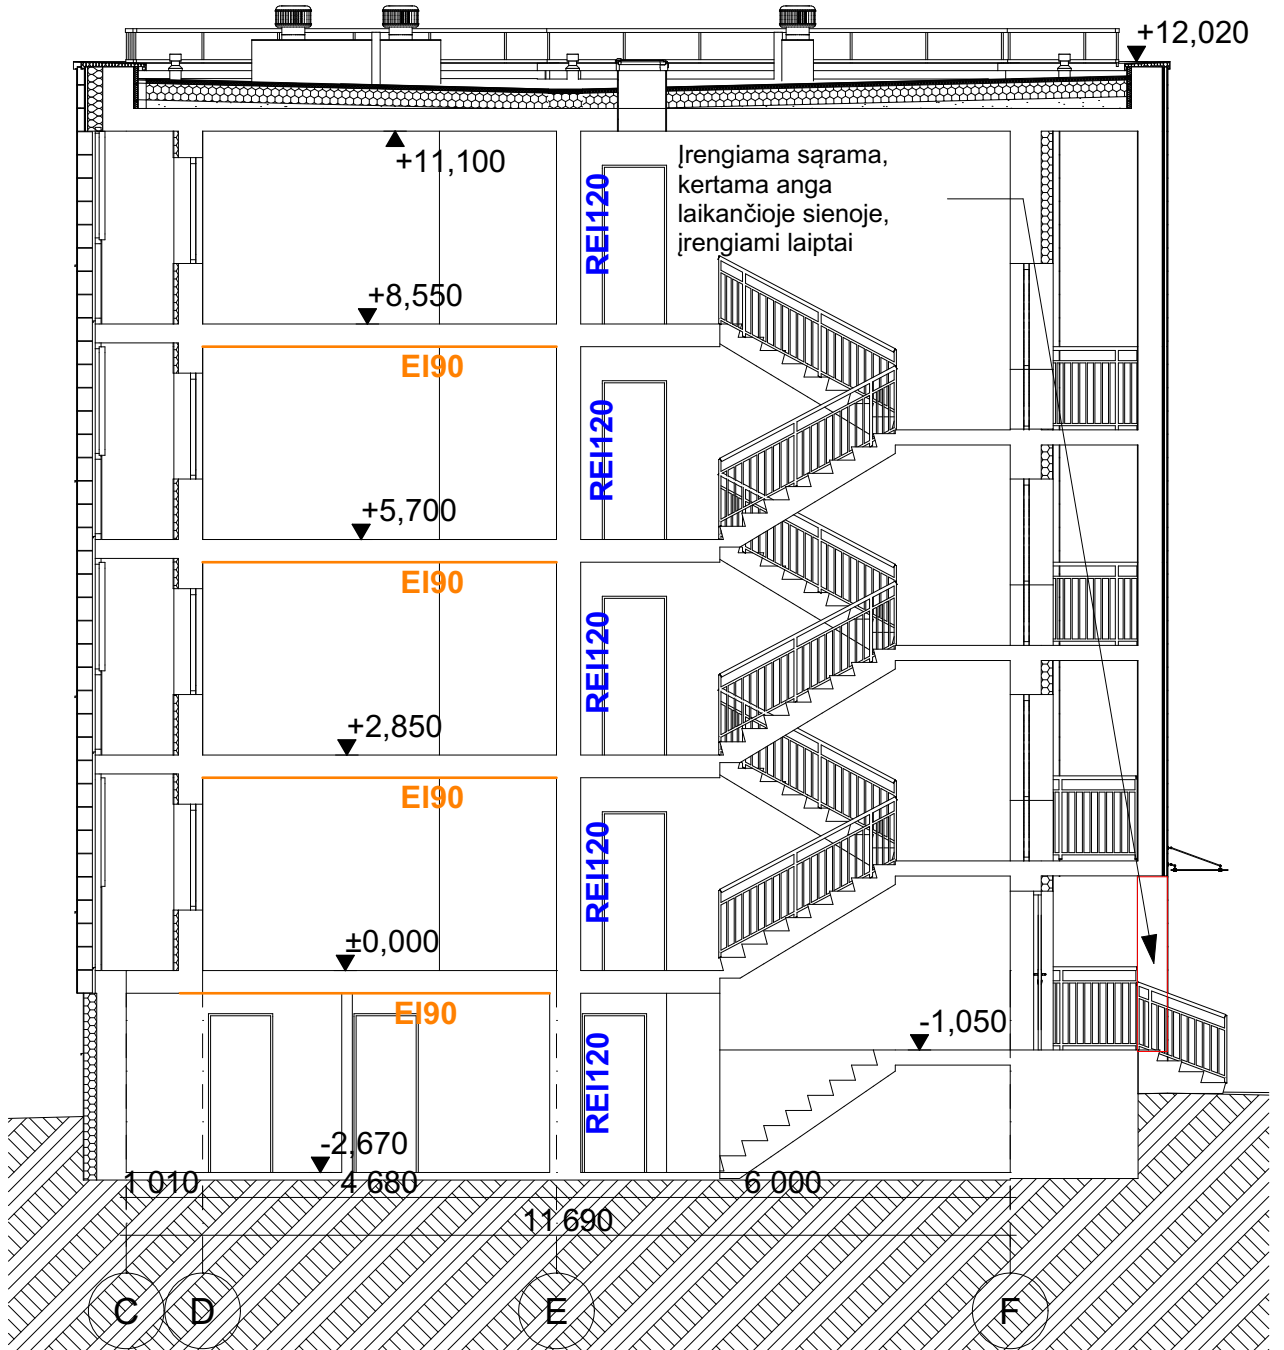 +12,020
+11,100
Įrengiama sąrama,
kertama anga
laikančioje sienoje,
įrengiami laiptai
REI120
+8,550
EI90
REI120
+5,700
EI90
REI120
+2,850
EI90
REI120
±0,000
EI90
-1,050
REI120
-2,670
1 010
4 680
6 000
11 690
C
D
E
F